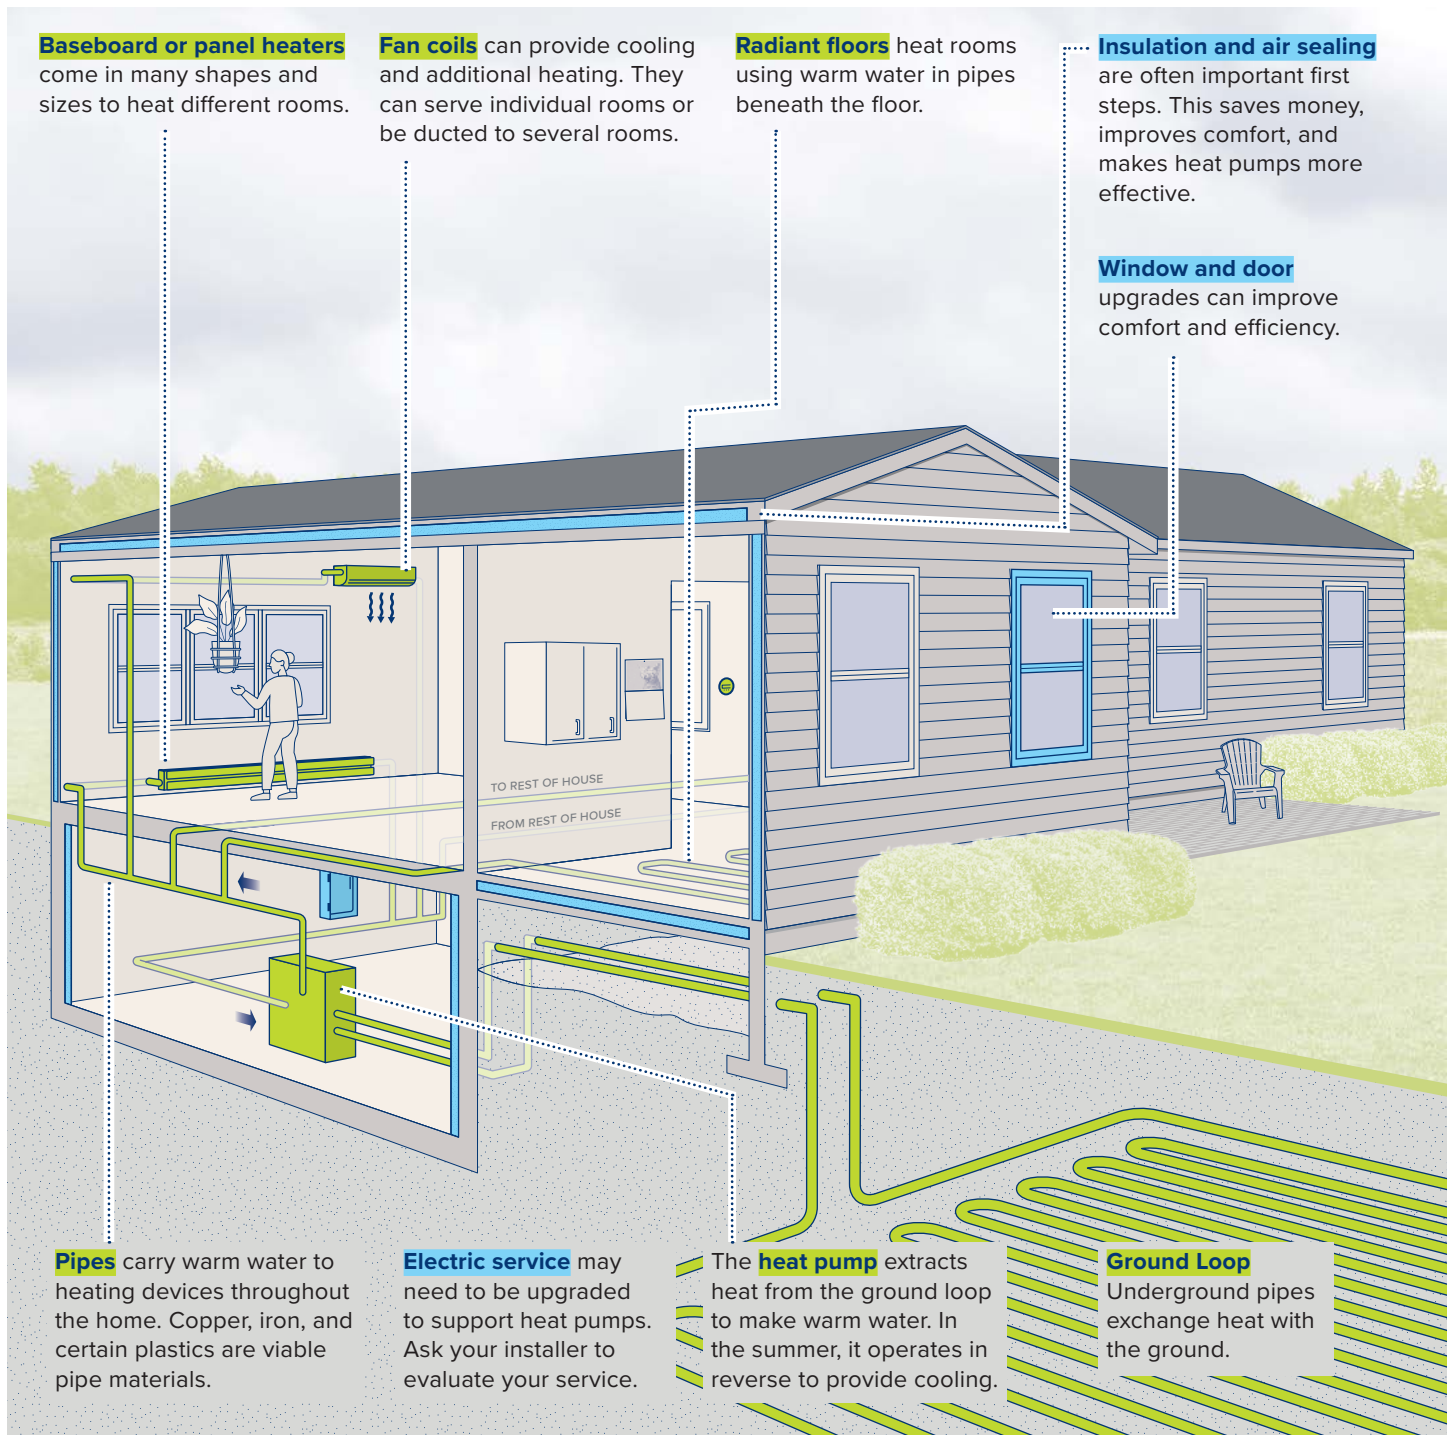 Baseboard or panel heaters
come in many shapes and
sizes to heat different rooms.
Fan coils can provide cooling
and additional heating. They
can serve individual rooms or
be ducted to several rooms.
Radiant floors heat rooms
using warm water in pipes
beneath the floor.
Insulation and air sealing
are often important first
steps. This saves money,
improves comfort, and
makes heat pumps more
effective.
Window and door
upgrades can improve
comfort and efficiency.
TO REST OF HOUSE
FROM REST OF HOUSE
Pipes carry warm water to
heating devices throughout
the home. Copper, iron, and
certain plastics are viable
pipe materials.
Electric service may
need to be upgraded
to support heat pumps.
Ask your installer to
evaluate your service.
The heat pump extracts
heat from the ground loop
to make warm water. In
the summer, it operates in
reverse to provide cooling.
Ground Loop
Underground pipes
exchange heat with
the ground.